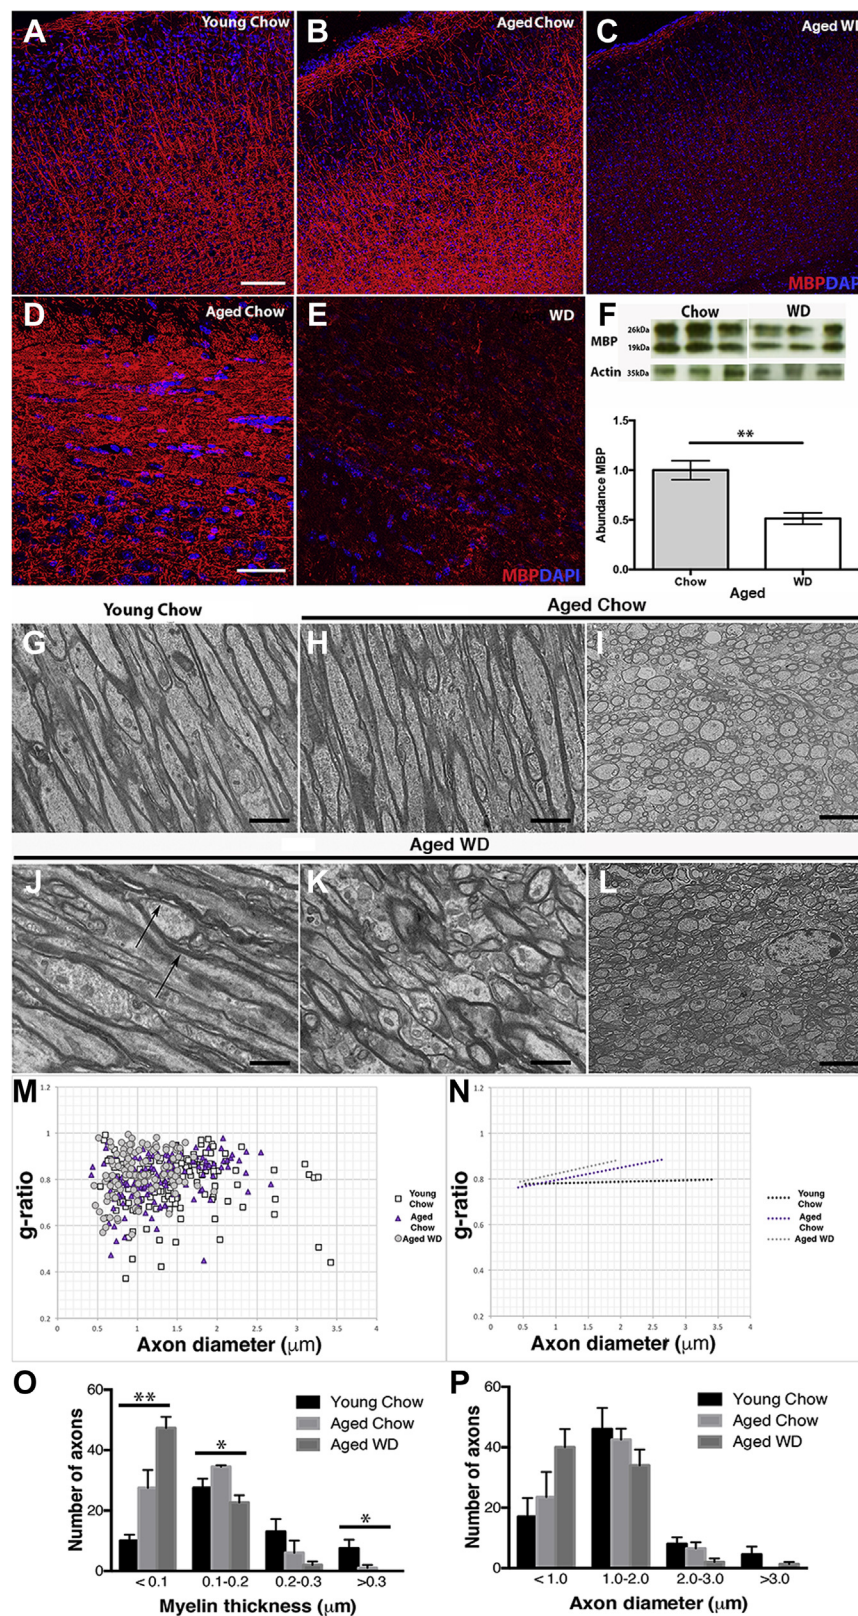 A Young Chow
B Aged Chow
C Aged WD
MBPDAPI
D Aged Chow
E WD
MBPDAPI
F Chow WD
MBP 26kDa
19kDa
Actin 35kDa
Abundance MBP
1.5
1.0
0.5
0.0
**
Chow WD
Aged
Young Chow
Aged Chow
G H I
Aged WD
J K L
M
g-ratio
1.2
1
0.8
0.6
0.4
0.2
0 0.5 1 1.5 2 2.5 3 3.5 4
Axon diameter (μm)
Young
Chow
Aged
Chow
Aged WD
N
g-ratio
1.2
1
0.8
0.6
0.4
0.2
0 0.5 1 1.5 2 2.5 3 3.5 4
Axon diameter (μm)
Young
Chow
Aged
Chow
Aged WD
O
Number of axons
60
40
20
0
** * *
Young Chow
Aged Chow
Aged WD
< 0.1 0.1-0.2 0.2-0.3 >0.3
Myelin thickness (μm)
P
Number of axons
60
40
20
0
Young Chow
Aged Chow
Aged WD
< 1.0 1.0-2.0 2.0-3.0 >3.0
Axon diameter (μm)